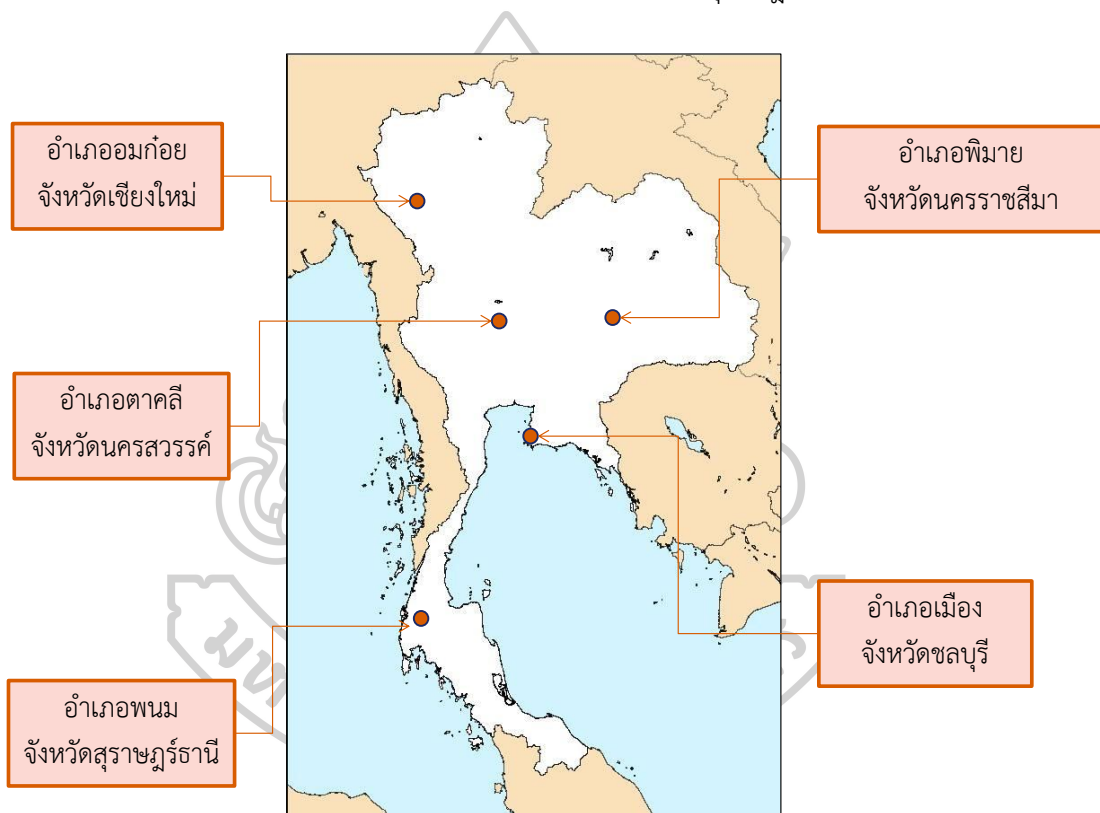 อำเภออมก๋อย
จังหวัดเชียงใหม่
อำเภอพิมาย
จังหวัดนครราชสีมา
อำเภอตาคลี
จังหวัดนครสวรรค์
อำเภอเมือง
จังหวัดชลบุรี
อำเภอพนม
จังหวัดสุราษฎร์ธานี